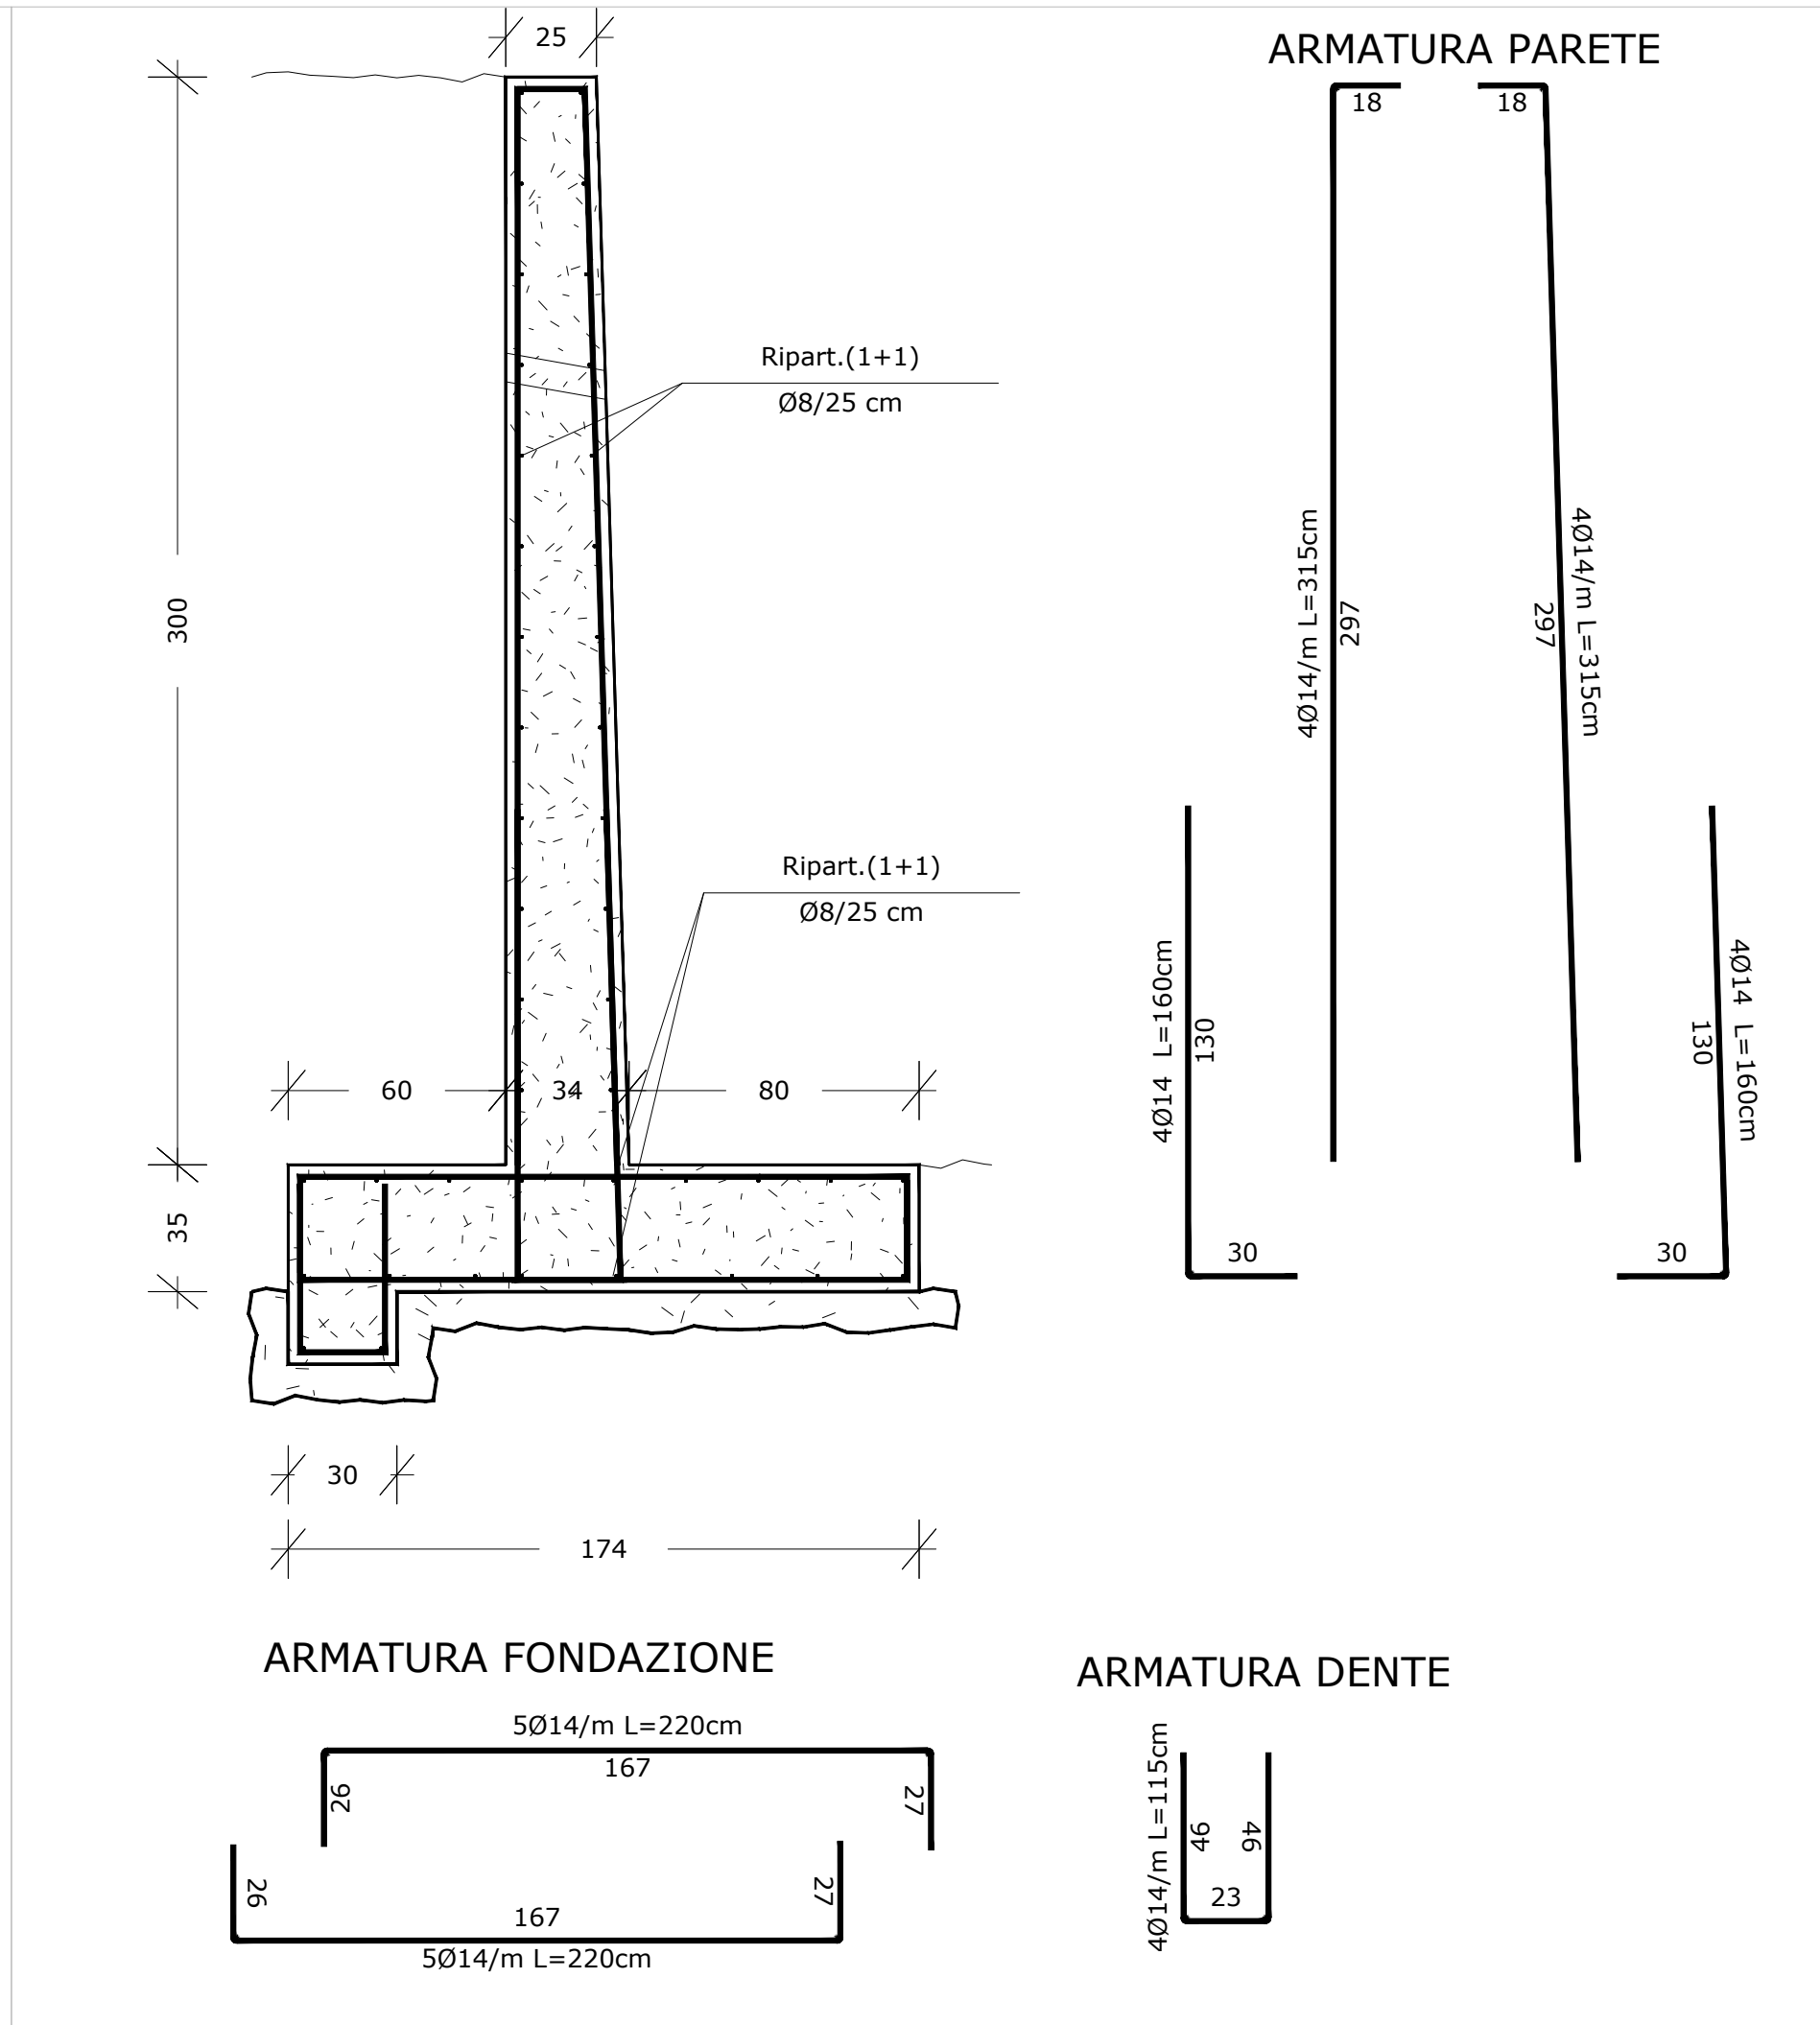 25
ARMATURA PARETE
18
18
Ripart.(1+1)
Ø8/25 cm
300
4Ø14/m L=315cm
297
297
4Ø14/m L=315cm
Ripart.(1+1)
Ø8/25 cm
4Ø14 L=160cm
130
130
4Ø14 L=160cm
60
34
80
35
30
30
30
174
ARMATURA FONDAZIONE
5Ø14/m L=220cm
167
26
27
26
27
167
5Ø14/m L=220cm
ARMATURA DENTE
4Ø14/m L=115cm
46
46
23